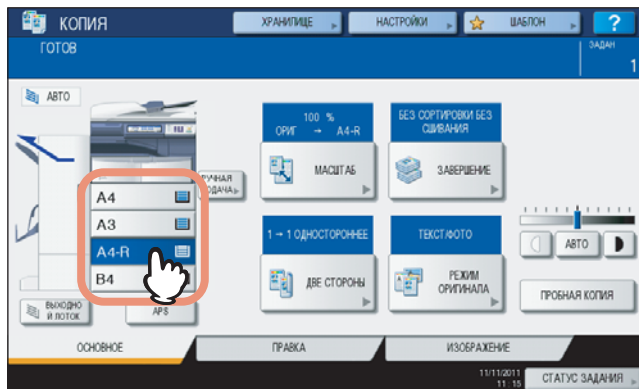 КОПИЯ
ХРАНИЛИЩЕ
НАСТРОЙКИ
ШАБЛОН
?
ГОТОВ
ЗАДАН
1
АВТО
100 %
ОРИГ → A4-R
МАСШТАБ
БЕЗ СОРТИРОВКИ БЕЗ
СШИВАНИЯ
ЗАВЕРШЕНИЕ
РУЧНАЯ
ПОДАЧА
A4
A3
A4-R
B4
1 → 1 ОДНОСТОРОННЕЕ
ДВЕ СТОРОНЫ
ТЕКСТ/ФОТО
РЕЖИМ
ОРИГИНАЛА
АВТО
ПРОБНАЯ КОПИЯ
ВЫХОДНО
Й ЛОТОК
APS
ОСНОВНОЕ
ПРАВКА
ИЗОБРАЖЕНИЕ
11/11/2011
11 : 15
СТАТУС ЗАДАНИЯ